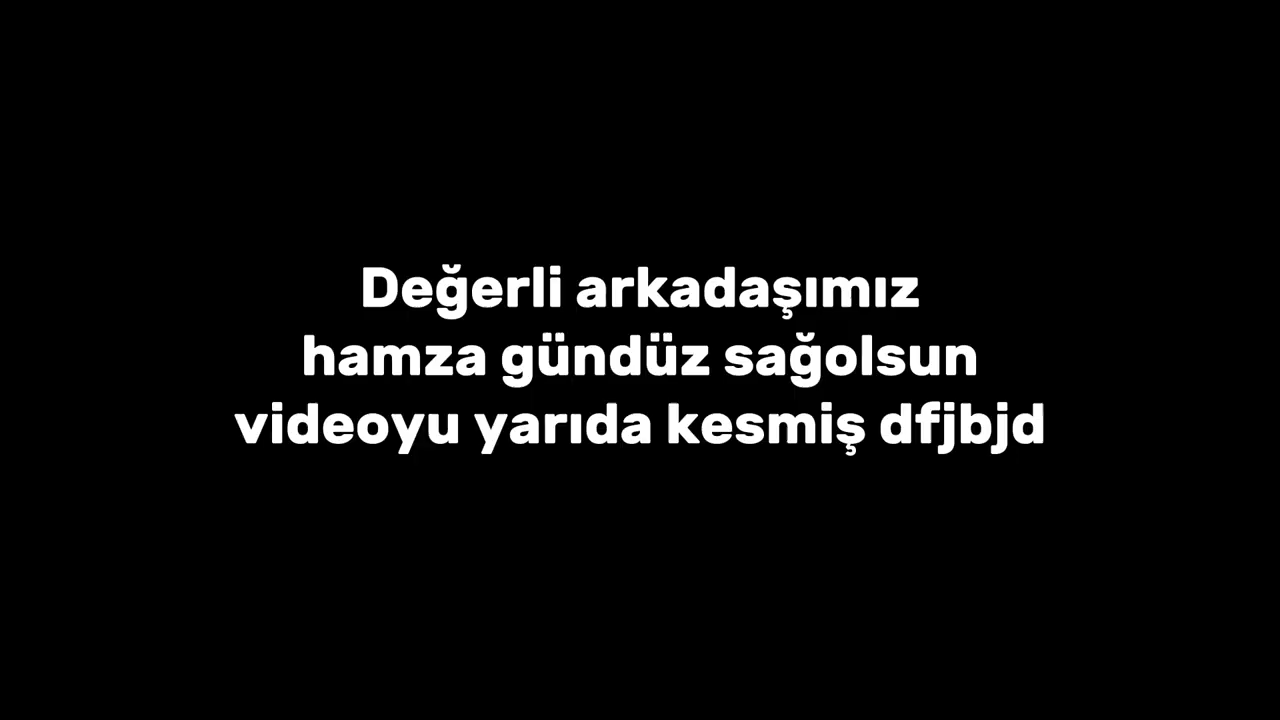 Değerli arkadaşımız
hamza gündüz sağolsun
videoyu yarıda kesmiş dfjbjd